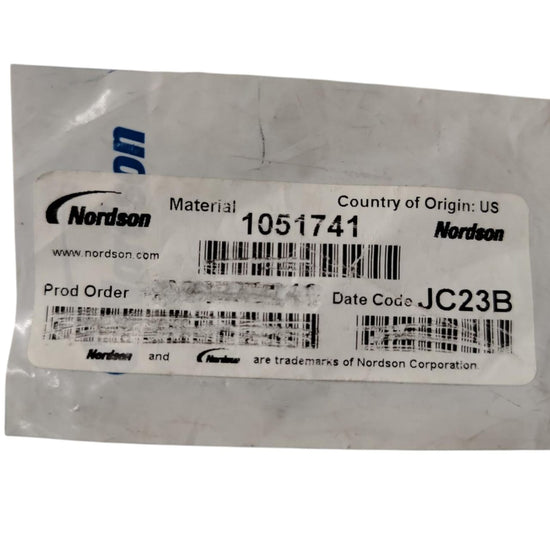 Nordson
Material
Country of Origin: US
1051741
Nordson
www.nordson.com
Prod Order
Date Code JC23B
Nordson and Nordson are trademarks of Nordson Corporation.